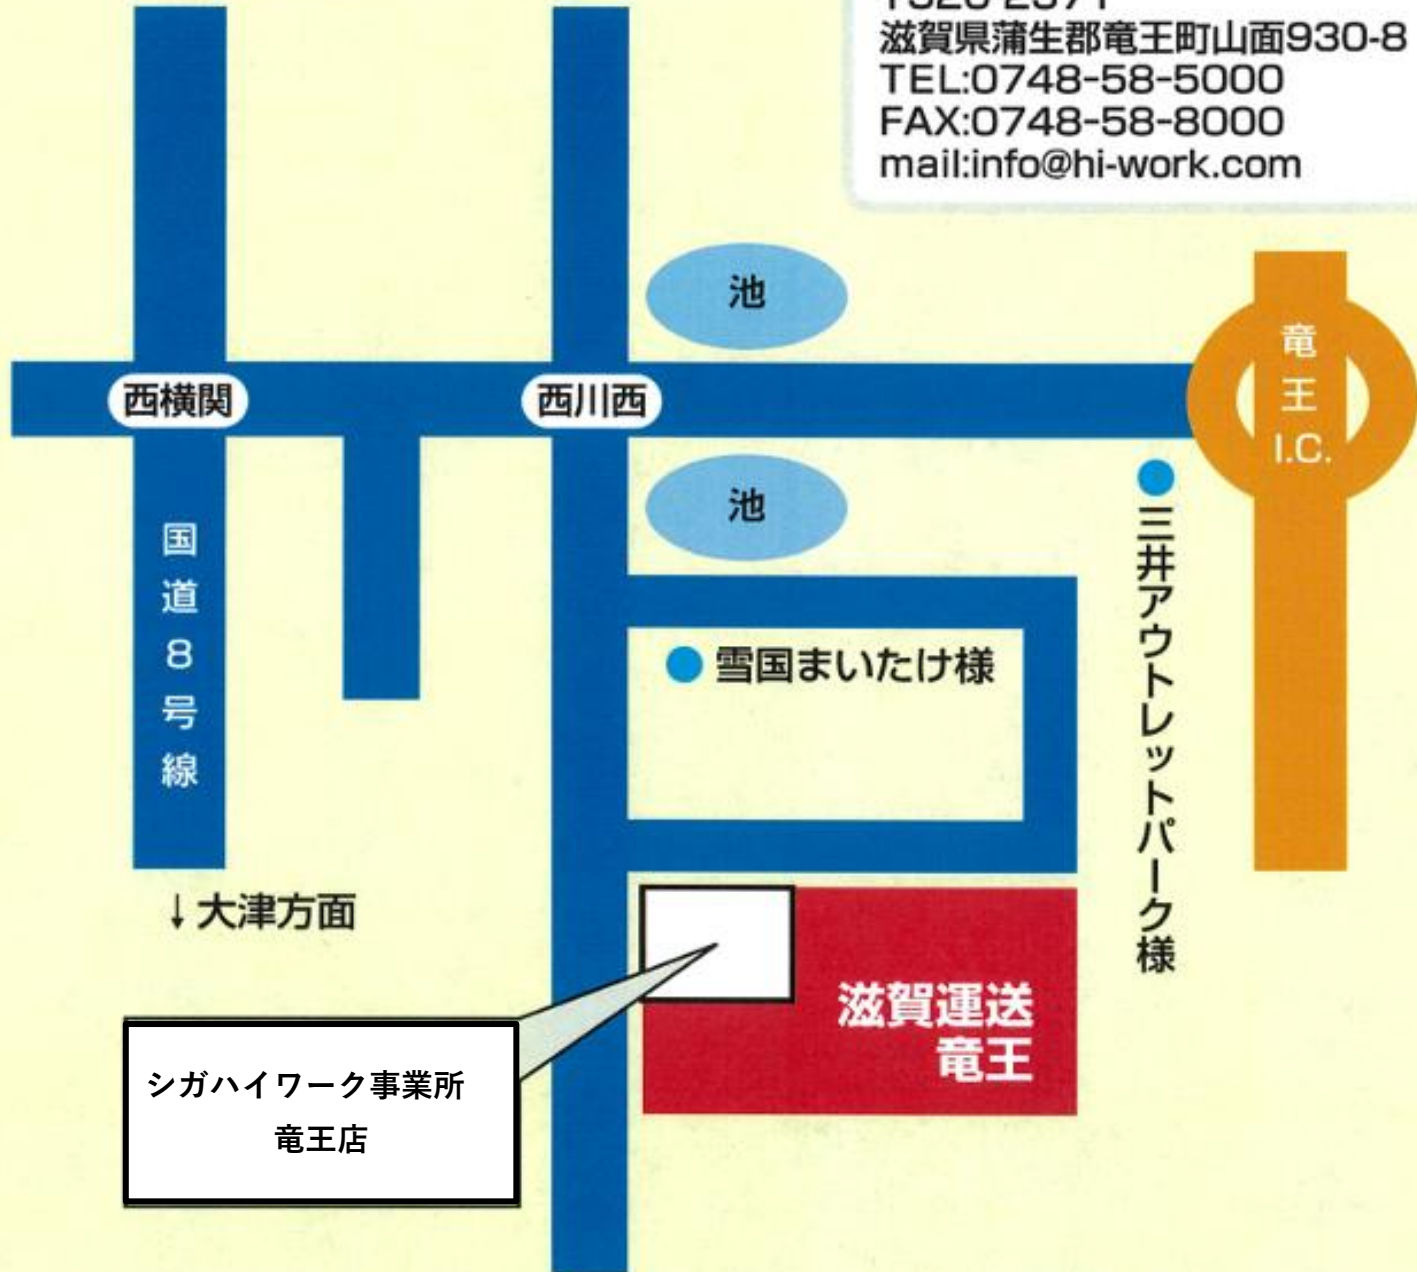 滋賀県蒲生郡竜王町山面930-8
TEL:0748-58-5000
FAX:0748-58-8000
mail:info@hi-work.com
池
竜王I.C.
西横関
西川西
池
国道8号線
三井アウトレットパーク様
雪国まいたけ様
↓大津方面
滋賀運送
竜王
シガハイワーク事業所
竜王店